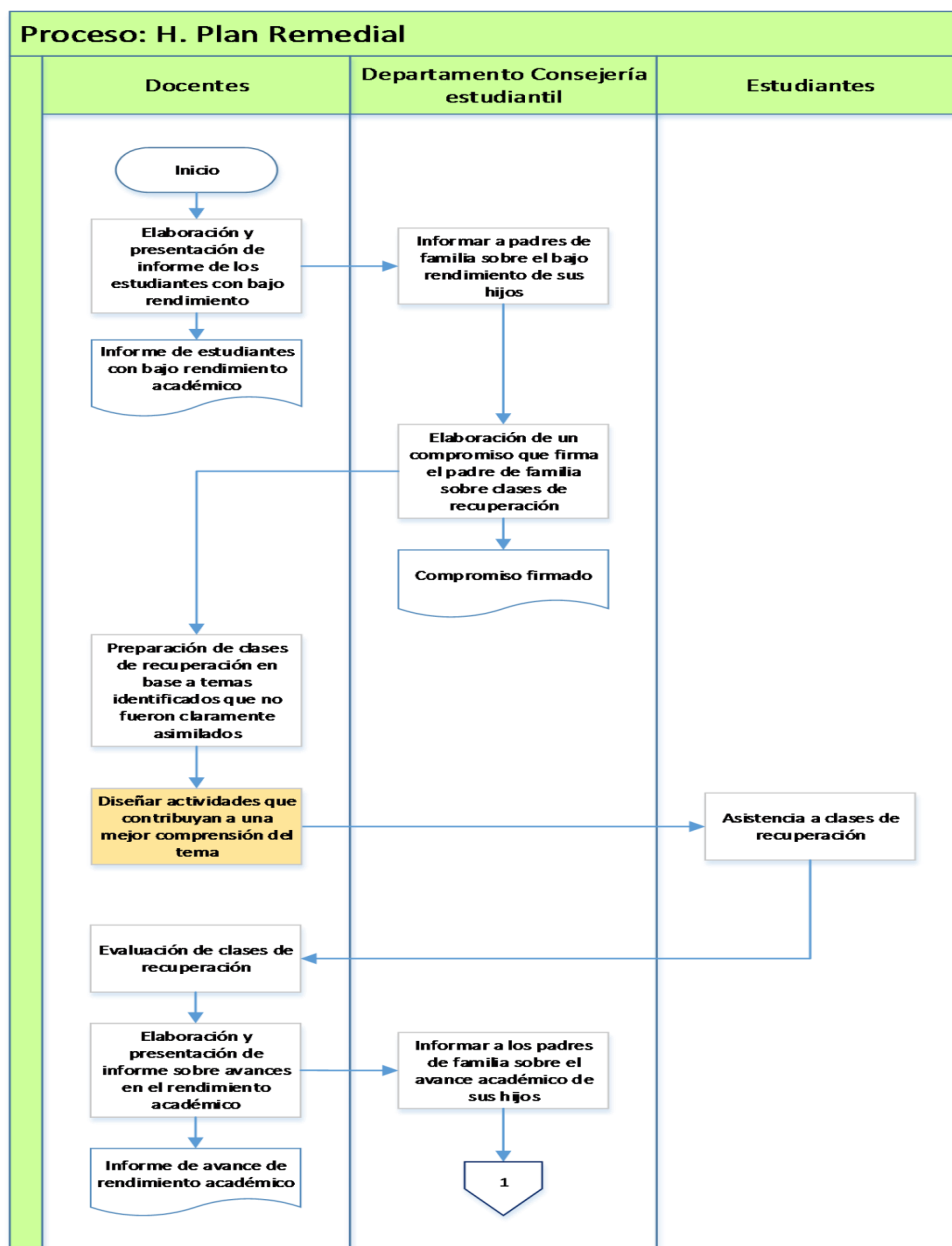 Proceso: H. Plan Remedial
Docentes
Departamento Consejería
estudiantil
Estudiantes
Inicio
Elaboración y
presentación de
informe de los
estudiantes con bajo
rendimiento
Informar a padres de
familia sobre el bajo
rendimiento de sus
hijos
Informe de estudiantes
con bajo rendimiento
académico
Elaboración de un
compromiso que firma
el padre de familia
sobre clases de
recuperación
Compromiso firmado
Preparación de clases
de recuperación en
base a temas
identificados que no
fueron claramente
asimilados
Diseñar actividades que
contribuyan a una
mejor comprensión del
tema
Asistencia a clases de
recuperación
Evaluación de clases de
recuperación
Elaboración y
presentación de
informe sobre avances
en el rendimiento
académico
Informar a los padres
de familia sobre el
avance académico de
sus hijos
Informe de avance de
rendimiento académico
1